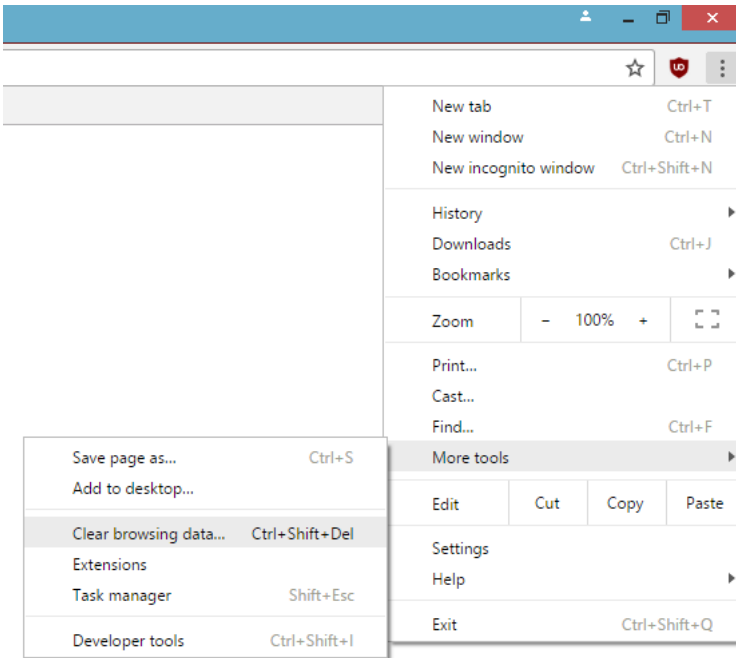 New tab Ctrl+T
New window Ctrl+N
New incognito window Ctrl+Shift+N
History
Downloads Ctrl+J
Bookmarks
Zoom - 100% +
Print... Ctrl+P
Cast...
Find... Ctrl+F
More tools
Edit Cut Copy Paste
Settings
Help
Exit Ctrl+Shift+Q
Save page as... Ctrl+S
Add to desktop...
Clear browsing data... Ctrl+Shift+Del
Extensions
Task manager Shift+Esc
Developer tools Ctrl+Shift+I